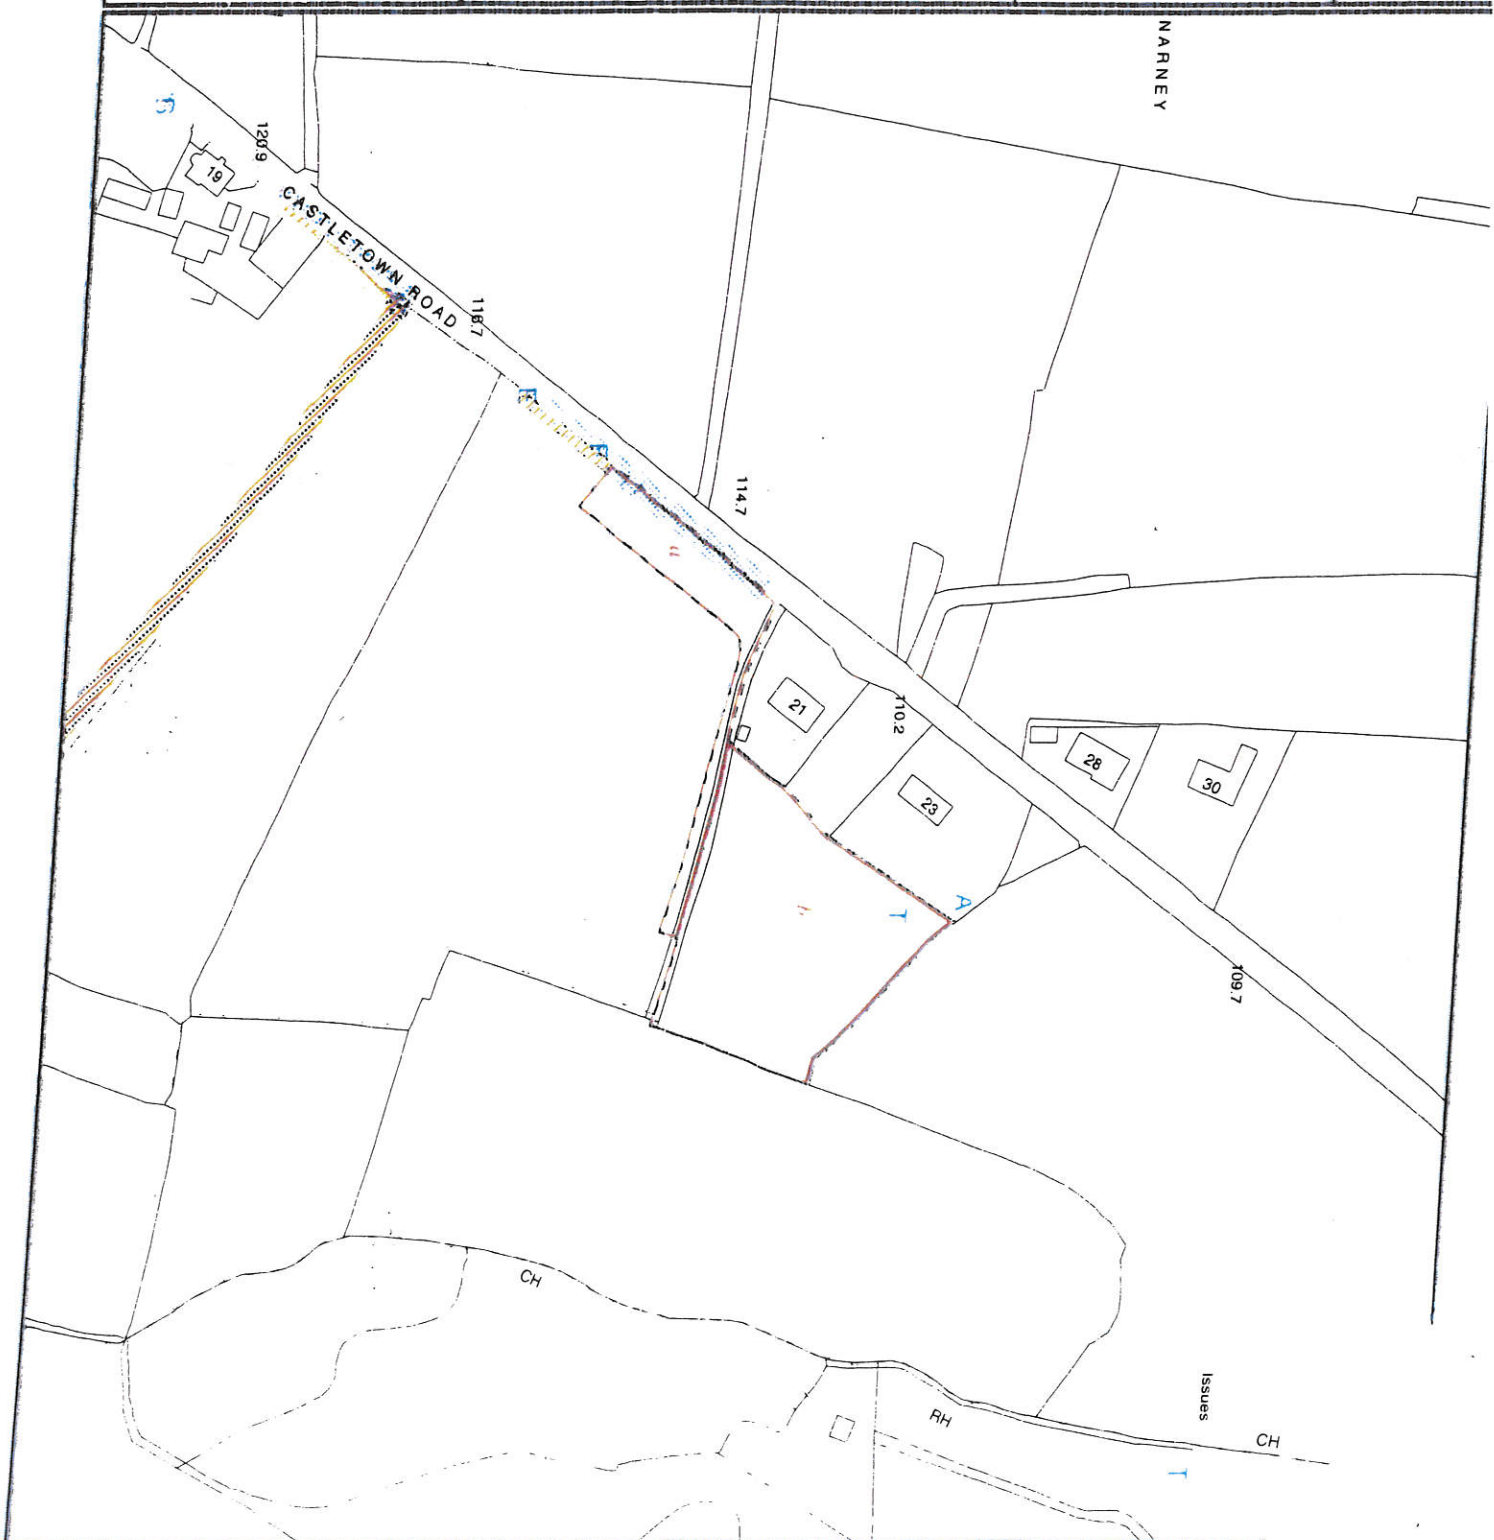 NARNEY
120.9
19
CASTLETOWN ROAD
116.7
E
F
114.7
21
110.2
28
30
23
A
T
109.7
CH
Issues
RH
CH
T